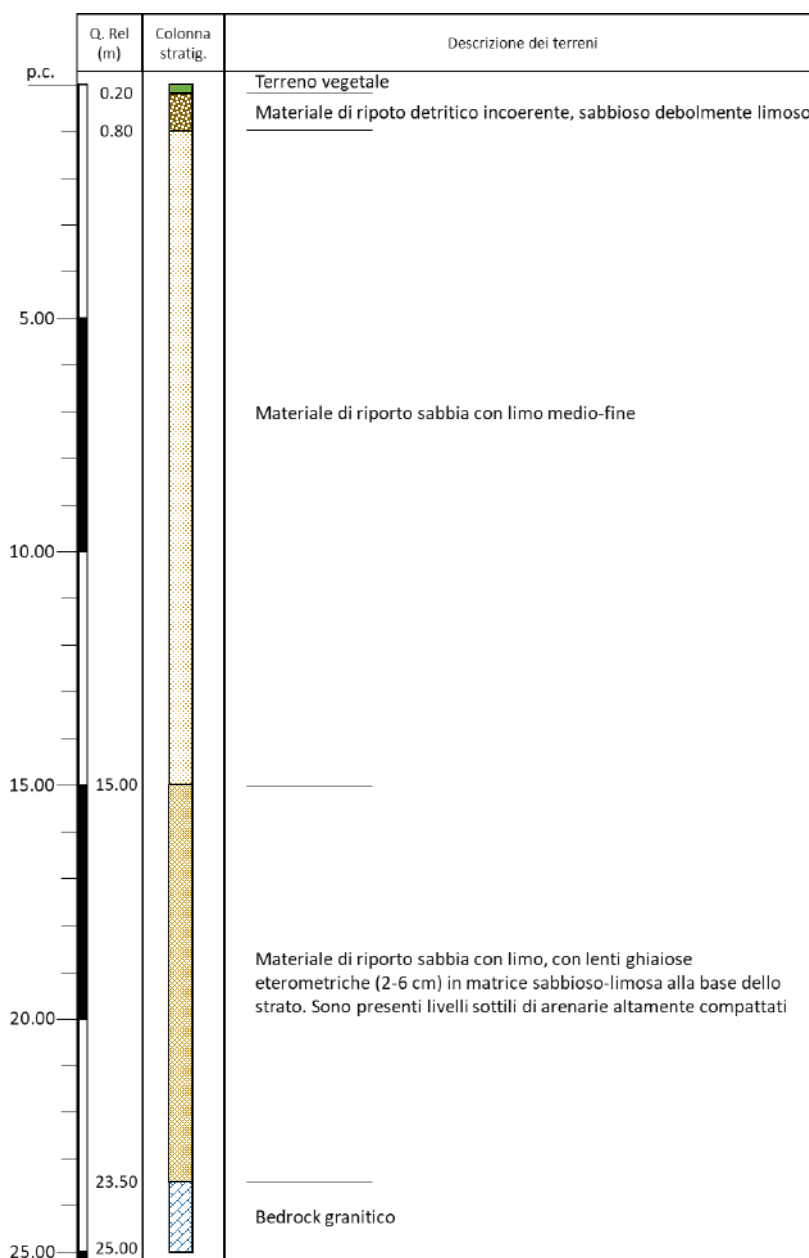 Q. Rel
(m)
Colonna
stratig.
Descrizione dei terreni
p.c.
Terreno vegetale
0.20
Materiale di ripoto detritico incoerente, sabbioso debolmente limoso
0.80
5.00
Materiale di riporto sabbia con limo medio-fine
10.00
15.00
15.00
Materiale di riporto sabbia con limo, con lenti ghiaiose
eterometriche (2-6 cm) in matrice sabbioso-limosa alla base dello
strato. Sono presenti livelli sottili di arenarie altamente compattati
20.00
23.50
Bedrock granitico
25.00
25.00